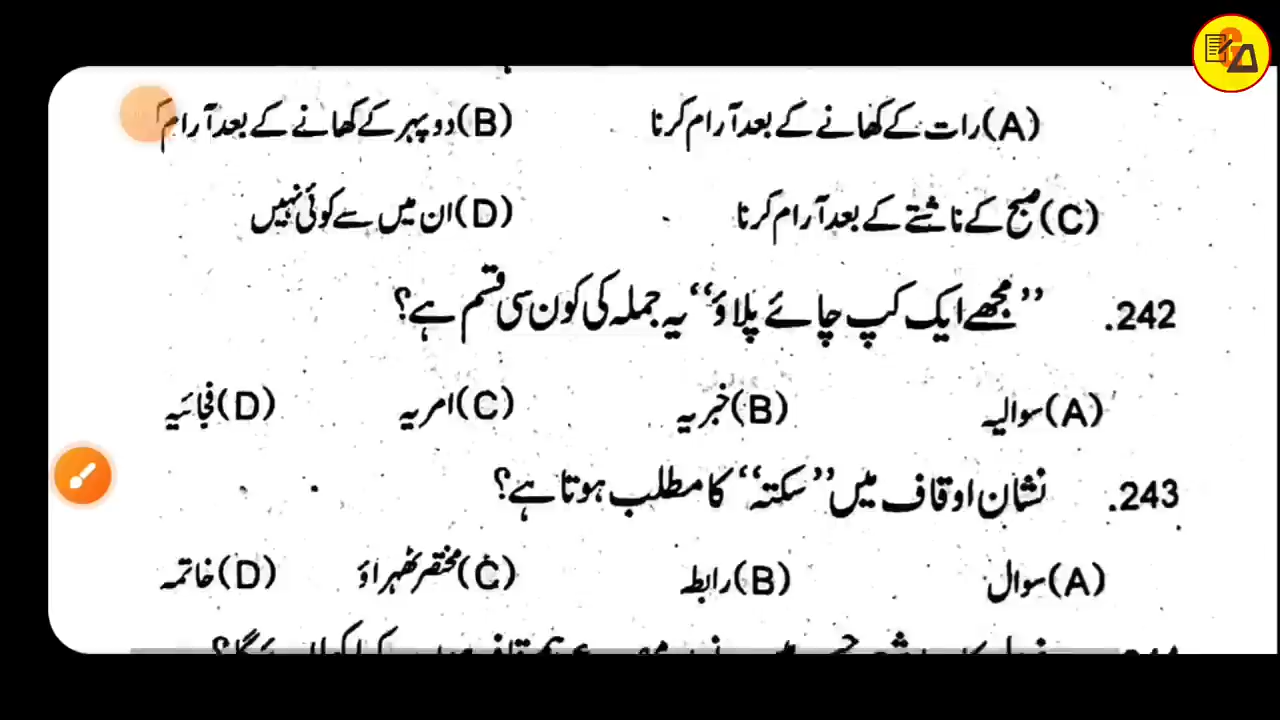 (A) رات کے کھانے کے بعد آرام کرنا (B) دوپہر کے کھانے کے بعد آرام
(C) صبح کے ناشتے کے بعد آرام کرنا (D) ان میں سے کوئی نہیں
242. ’’مجھے ایک کپ چائے پلاؤ‘‘ یہ جملہ کی کون سی قسم ہے؟
(A) سوالیہ (B) خبریہ (C) امریہ (D) فجائیہ
243. نشان اوقاف میں ’’سکتہ‘‘ کا مطلب ہوتا ہے؟
(A) سوال (B) رابطہ (C) مختصر ٹھہراؤ (D) خاتمہ